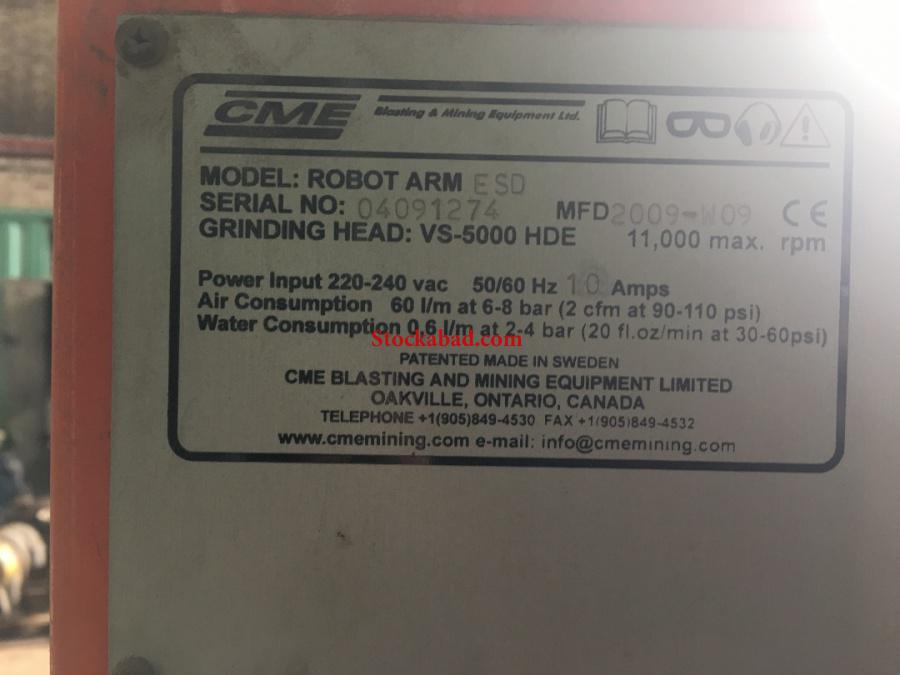 CME Blasting & Mining Equipment Ltd.
MODEL: ROBOT ARM ESD
SERIAL NO: 04091274 MFD 2009-W09 CE
GRINDING HEAD: VS-5000 HDE 11,000 max. rpm
Power Input 220-240 vac 50/60 Hz 10 Amps
Air Consumption 60 l/m at 6-8 bar (2 cfm at 90-110 psi)
Water Consumption 0,6 l/m at 2-4 bar (20 fl.oz/min at 30-60psi)
Stockabad.com
PATENTED MADE IN SWEDEN
CME BLASTING AND MINING EQUIPMENT LIMITED
OAKVILLE, ONTARIO, CANADA
TELEPHONE +1(905)849-4530 FAX +1(905)849-4532
www.cmemining.com e-mail: info@cmemining.com